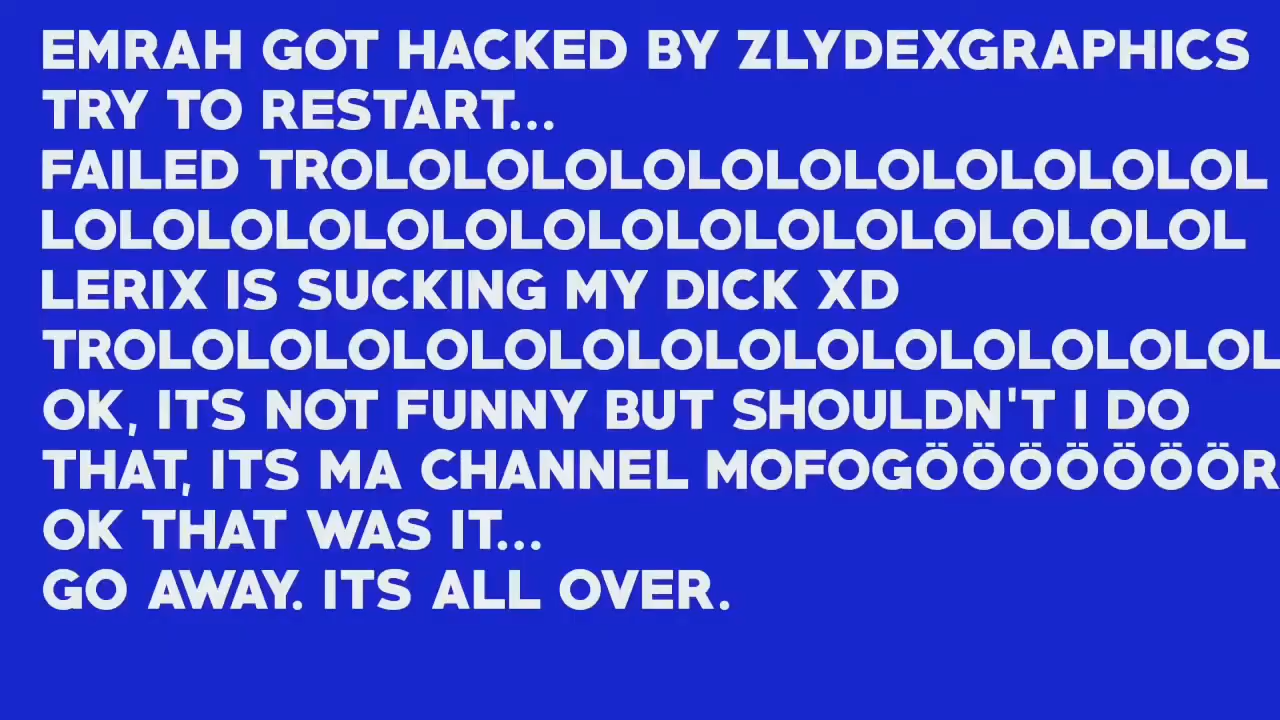 EMRAH GOT HACKED BY ZLYDEXGRAPHICS
TRY TO RESTART...
FAILED TROLOLOLOLOLOLOLOLOLOLOLOLOL
LOLOLOLOLOLOLOLOLOLOLOLOLOLOLOLOL
LERIX IS SUCKING MY DICK XD
TROLOLOLOLOLOLOLOLOLOLOLOLOLOLOLOL
OK, ITS NOT FUNNY BUT SHOULDN'T I DO
THAT, ITS MA CHANNEL MOFOGÖÖÖÖÖÖÖR
OK THAT WAS IT...
GO AWAY. ITS ALL OVER.